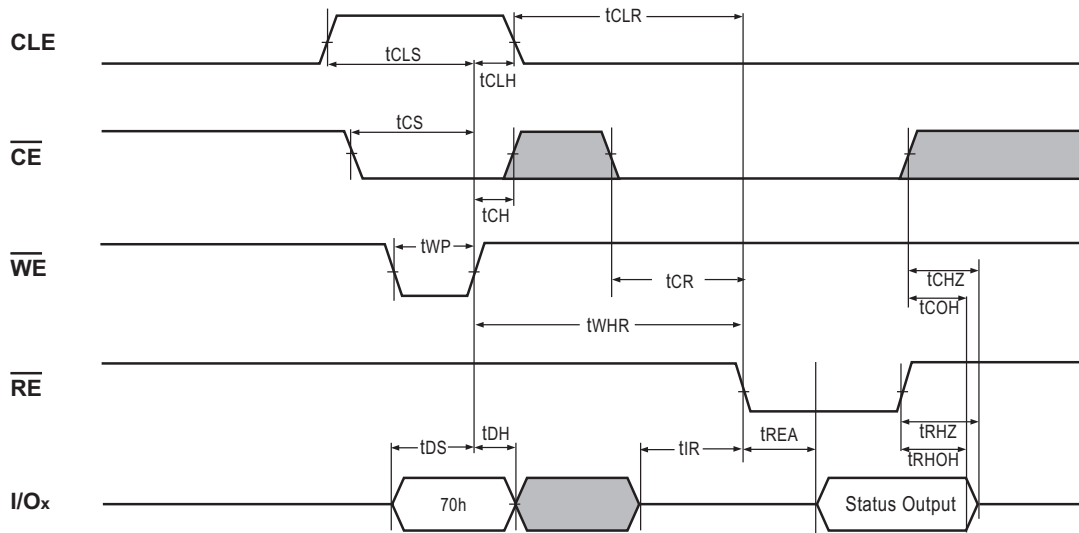 tCLR
CLE
tCLS
tCLH
tCS
CE
tCH
tWP
WE
tCR
tCHZ
tCOH
tWHR
RE
tDS
tDH
tIR
tREA
tRHZ
tRHOH
I/Ox
70h
Status Output